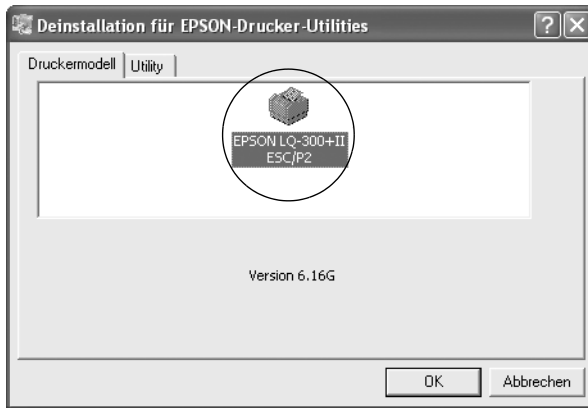 Deinstallation für EPSON-Drucker-Utilities
Druckermodell
Utility
EPSON LQ-300+II
ESC/P2
Version 6.16G
OK
Abbrechen